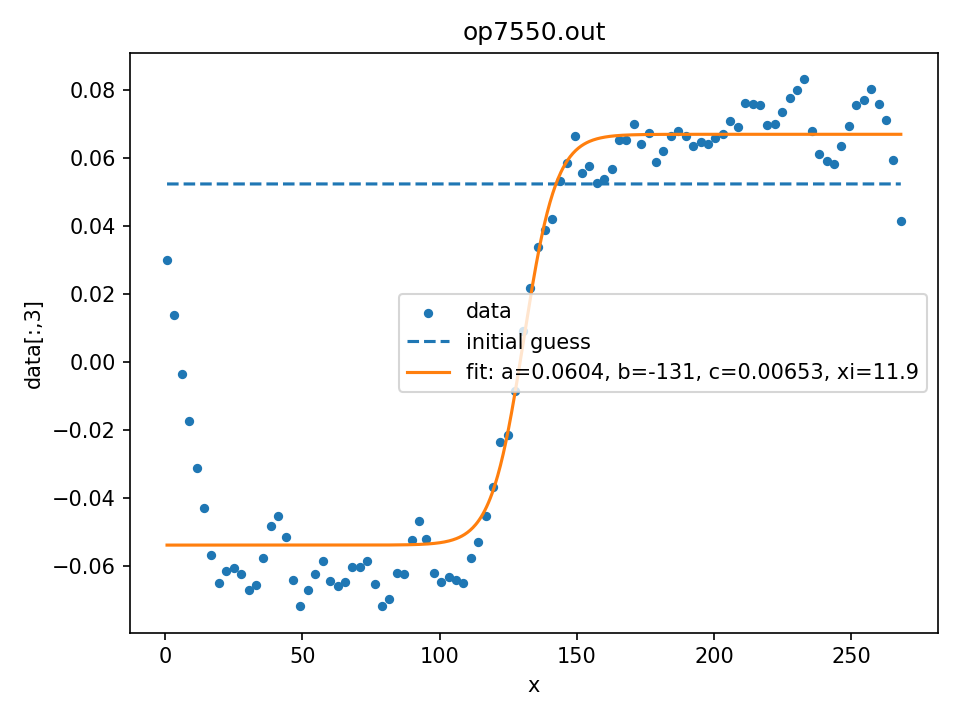 op7550.out
data[:,3]
0.08
0.06
0.04
0.02
0.00
−0.02
−0.04
−0.06
data
initial guess
fit: a=0.0604, b=-131, c=0.00653, xi=11.9
0 50 100 150 200 250
x